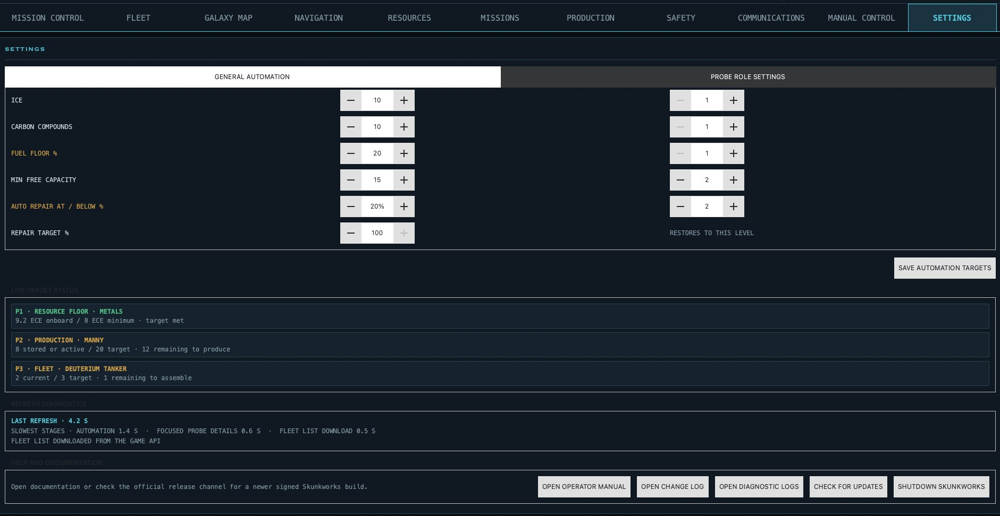 MISSION CONTROL FLEET GALAXY MAP NAVIGATION RESOURCES MISSIONS PRODUCTION SAFETY COMMUNICATIONS MANUAL CONTROL SETTINGS
SETTINGS
GENERAL AUTOMATION PROBE ROLE SETTINGS
ICE — 10 + — 1 +
CARBON COMPOUNDS — 10 + — 1 +
FUEL FLOOR % — 20 + — 1 +
MIN FREE CAPACITY — 15 + — 2 +
AUTO REPAIR AT / BELOW % — 20% + — 2 +
REPAIR TARGET % — 100 + RESTORES TO THIS LEVEL
SAVE AUTOMATION TARGETS
LIVE TARGET STATUS
P1 · RESOURCE FLOOR · METALS
9.2 ECE onboard / 8 ECE minimum · target met
P2 · PRODUCTION · MANNY
8 stored or active / 20 target · 12 remaining to produce
P3 · FLEET · DEUTERIUM TANKER
2 current / 3 target · 1 remaining to assemble
REFRESH DIAGNOSTICS
LAST REFRESH · 4.2 S
SLOWEST STAGES · AUTOMATION 1.4 S · FOCUSED PROBE DETAILS 0.6 S · FLEET LIST DOWNLOAD 0.5 S
FLEET LIST DOWNLOADED FROM THE GAME API
HELP AND DOCUMENTATION
Open documentation or check the official release channel for a newer signed Skunkworks build. OPEN OPERATOR MANUAL OPEN CHANGE LOG OPEN DIAGNOSTIC LOGS CHECK FOR UPDATES SHUTDOWN SKUNKWORKS